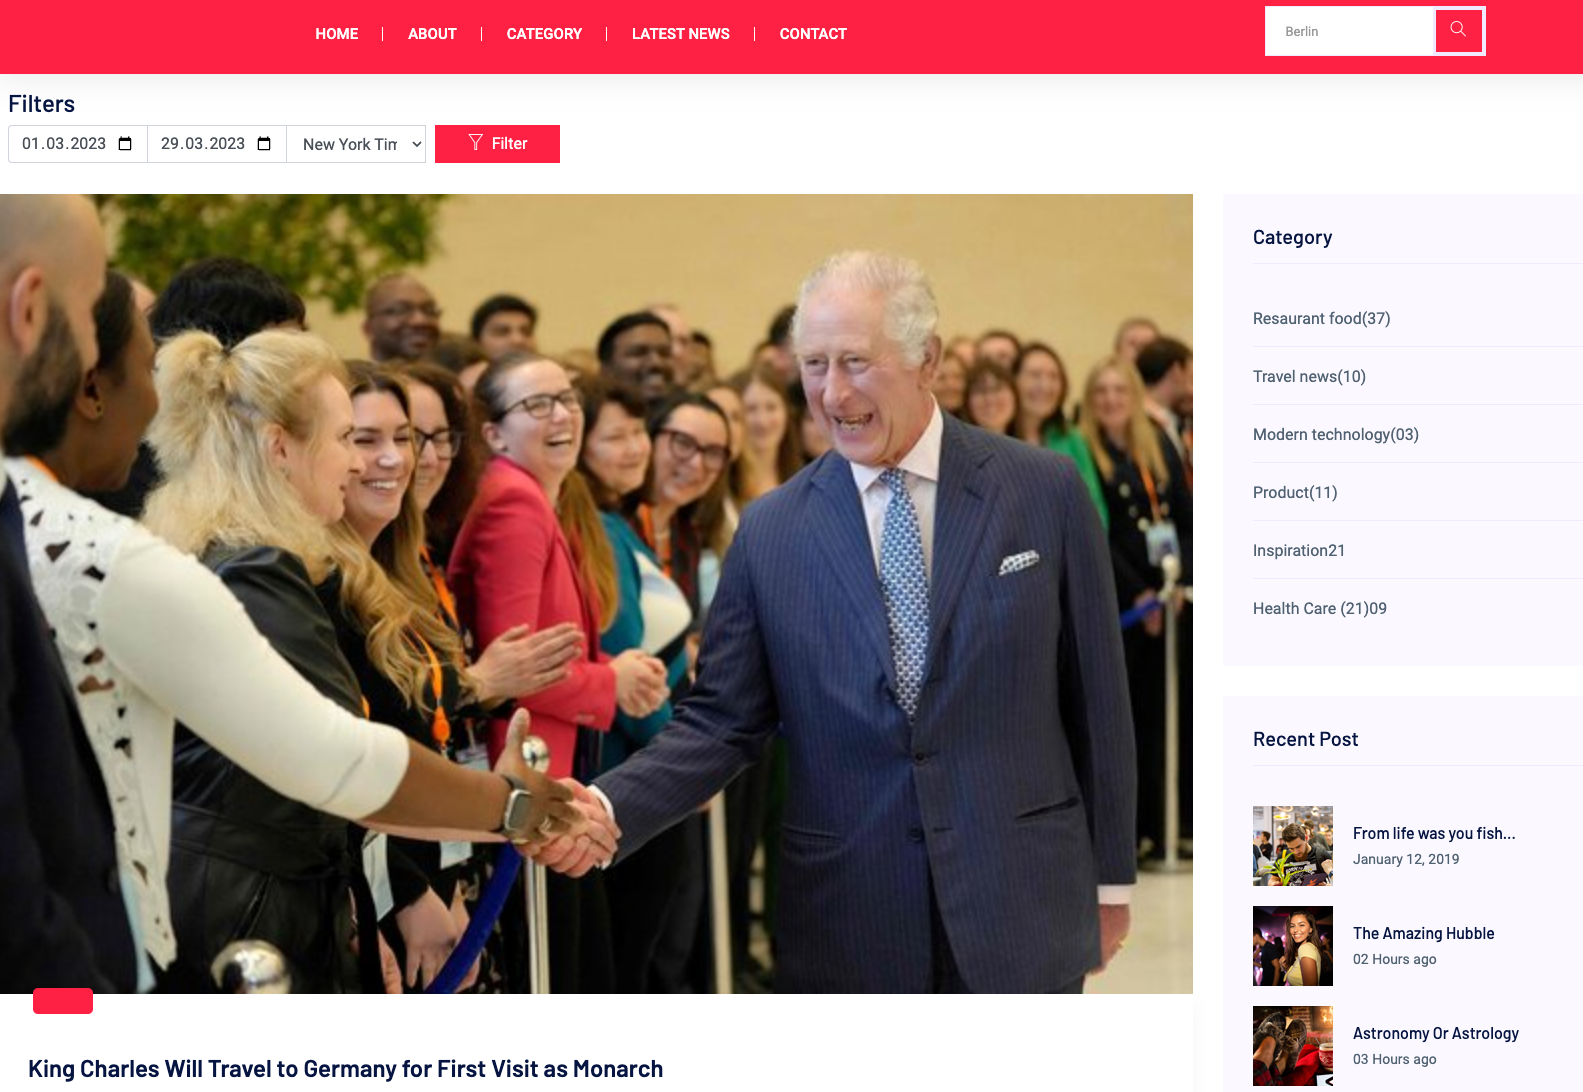 HOME
ABOUT
CATEGORY
LATEST NEWS
CONTACT
Berlin
Filters
01.03.2023
29.03.2023
New York Tim
Filter
Category
Resaurant food(37)
Travel news(10)
Modern technology(03)
Product(11)
Inspiration21
Health Care (21)09
Recent Post
From life was you fish...
January 12, 2019
The Amazing Hubble
02 Hours ago
Astronomy Or Astrology
03 Hours ago
King Charles Will Travel to Germany for First Visit as Monarch